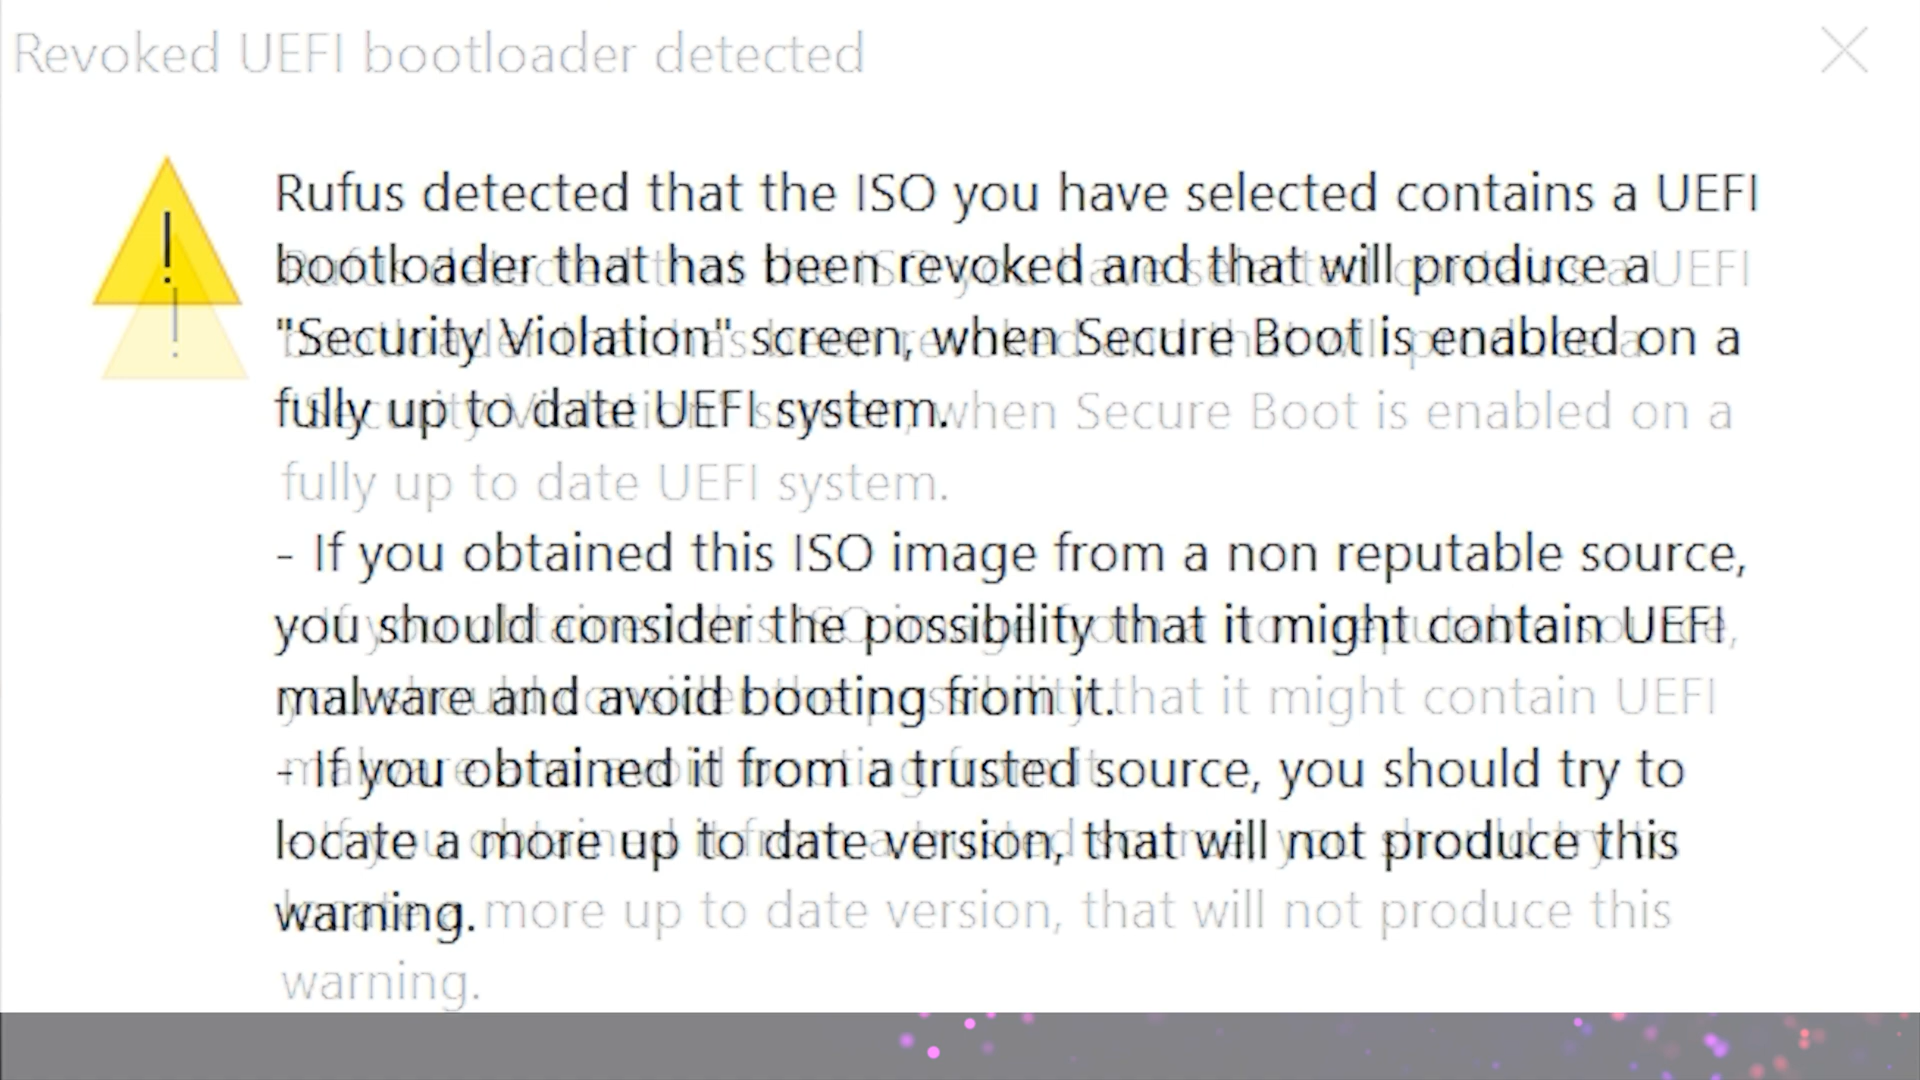 Revoked UEFI bootloader detected
Rufus detected that the ISO you have selected contains a UEFI
bootloader that has been revoked and that will produce a
"Security Violation" screen, when Secure Boot is enabled on a
fully up to date UEFI system.
- If you obtained this ISO image from a non reputable source,
you should consider the possibility that it might contain UEFI
malware and avoid booting from it.
- If you obtained it from a trusted source, you should try to
locate a more up to date version, that will not produce this
warning.